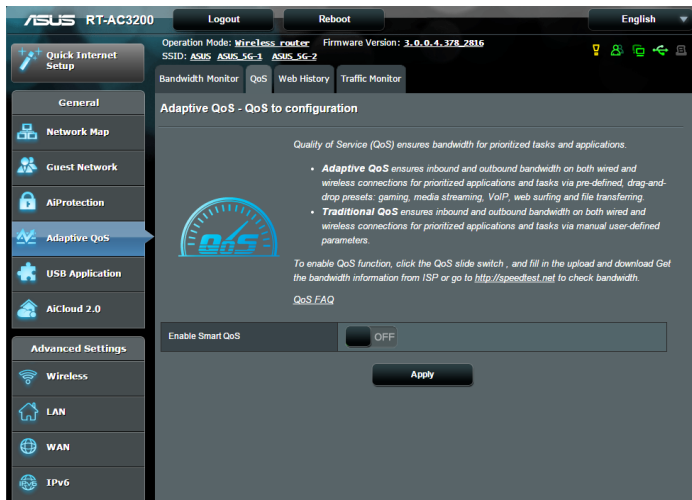 ASUS RT-AC3200
Logout
Reboot
English
Quick Internet
Setup
Operation Mode: Wireless router Firmware Version: 3.0.0.4.378_2816
SSID: ASUS ASUS_5G-1 ASUS_5G-2
Bandwidth Monitor
QoS
Web History
Traffic Monitor
General
Network Map
Guest Network
AiProtection
Adaptive QoS
USB Application
AiCloud 2.0
Advanced Settings
Wireless
LAN
WAN
IPv6
Adaptive QoS - QoS to configuration
QoS
Quality of Service (QoS) ensures bandwidth for prioritized tasks and applications.
• Adaptive QoS ensures inbound and outbound bandwidth on both wired and
wireless connections for prioritized applications and tasks via pre-defined, drag-and-
drop presets: gaming, media streaming, VoIP, web surfing and file transferring.
• Traditional QoS ensures inbound and outbound bandwidth on both wired and
wireless connections for prioritized applications and tasks via manual user-defined
parameters.
To enable QoS function, click the QoS slide switch , and fill in the upload and download Get
the bandwidth information from ISP or go to http://speedtest.net to check bandwidth.
QoS FAQ
Enable Smart QoS
OFF
Apply